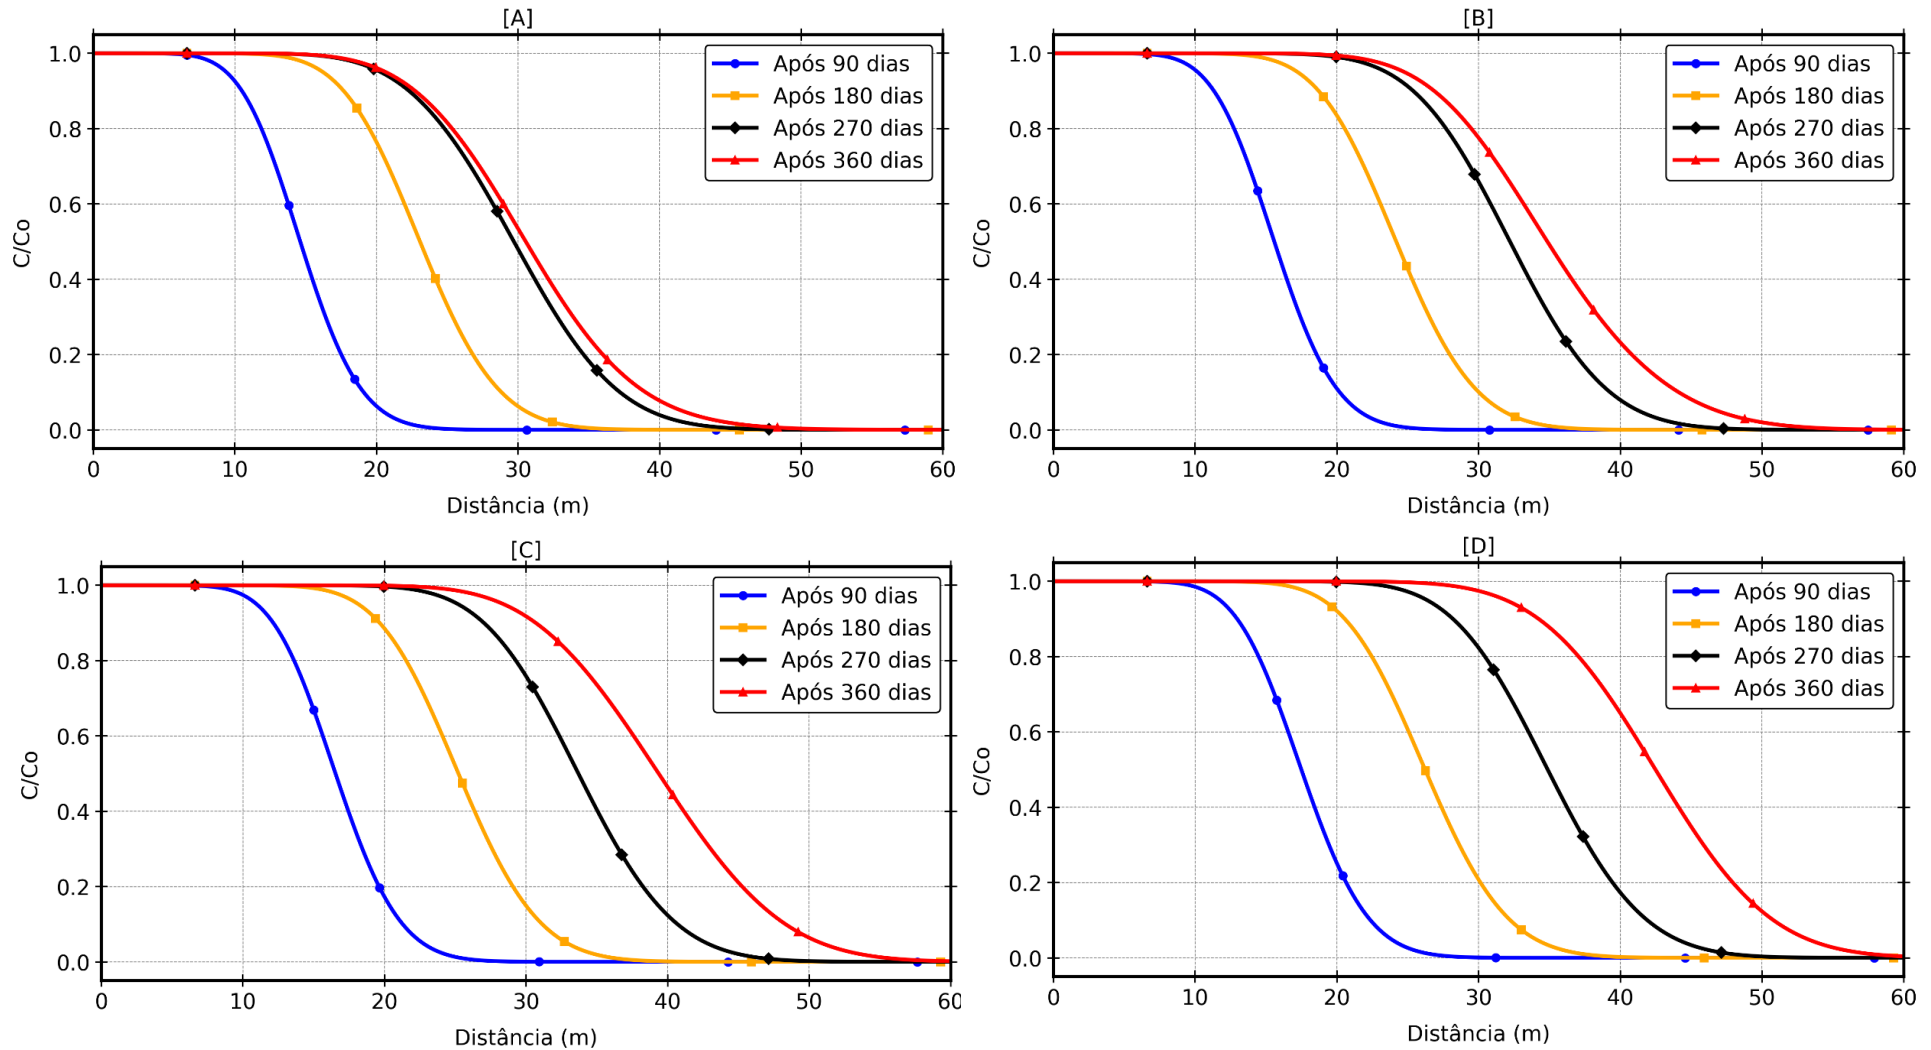 [A]
1.0
0.8
0.6
0.4
0.2
0.0
C/Co
0 10 20 30 40 50 60
Distância (m)
Após 90 dias
Após 180 dias
Após 270 dias
Após 360 dias
[B]
1.0
0.8
0.6
0.4
0.2
0.0
C/Co
0 10 20 30 40 50 60
Distância (m)
Após 90 dias
Após 180 dias
Após 270 dias
Após 360 dias
[C]
1.0
0.8
0.6
0.4
0.2
0.0
C/Co
0 10 20 30 40 50 60
Distância (m)
Após 90 dias
Após 180 dias
Após 270 dias
Após 360 dias
[D]
1.0
0.8
0.6
0.4
0.2
0.0
C/Co
0 10 20 30 40 50 60
Distância (m)
Após 90 dias
Após 180 dias
Após 270 dias
Após 360 dias